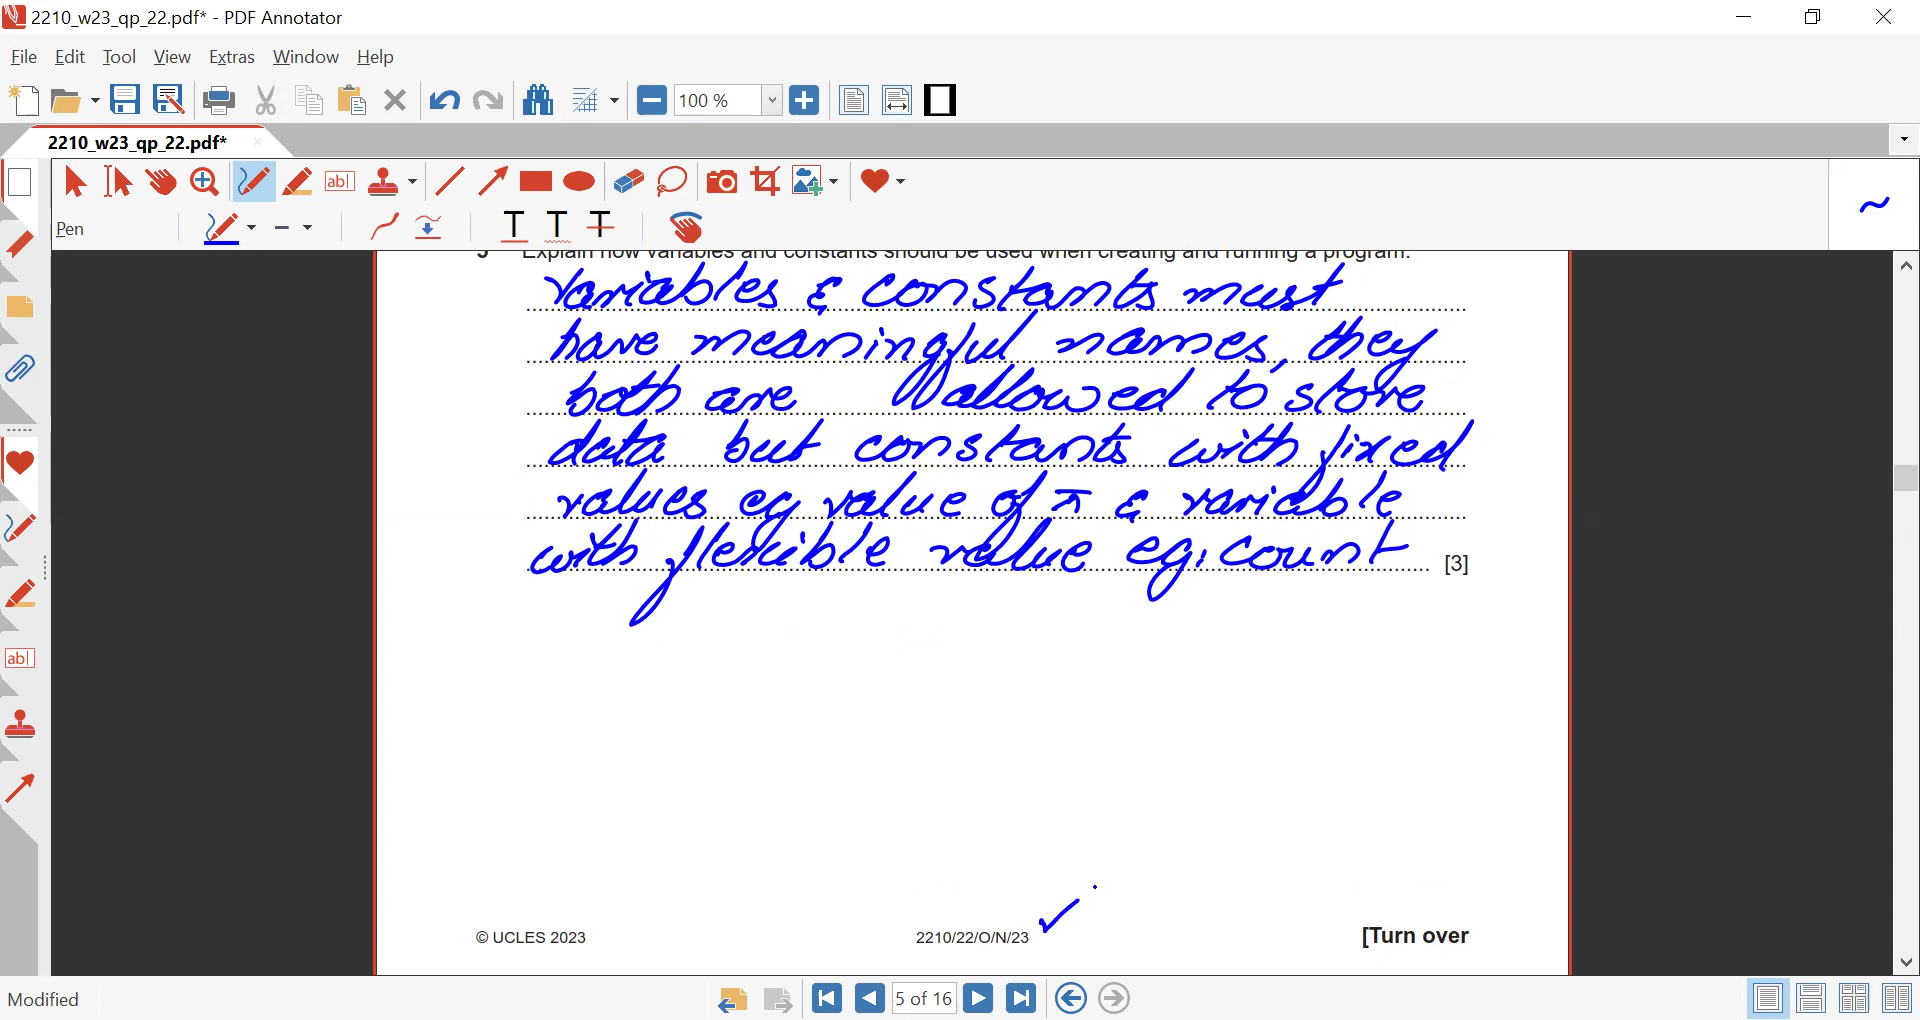 2210_w23_qp_22.pdf* - PDF Annotator
File Edit Tool View Extras Window Help
100 %
2210_w23_qp_22.pdf*
ab
Pen
T T T
5 Explain how variables and constants should be used when creating and running a program.
Variables & constants must
have meaningful names, they
both are allowed to store
data but constants with fixed
values eg value of π & variable
with flexible value eg. count
[3]
ab
© UCLES 2023 2210/22/O/N/23 [Turn over
Modified 5 of 16